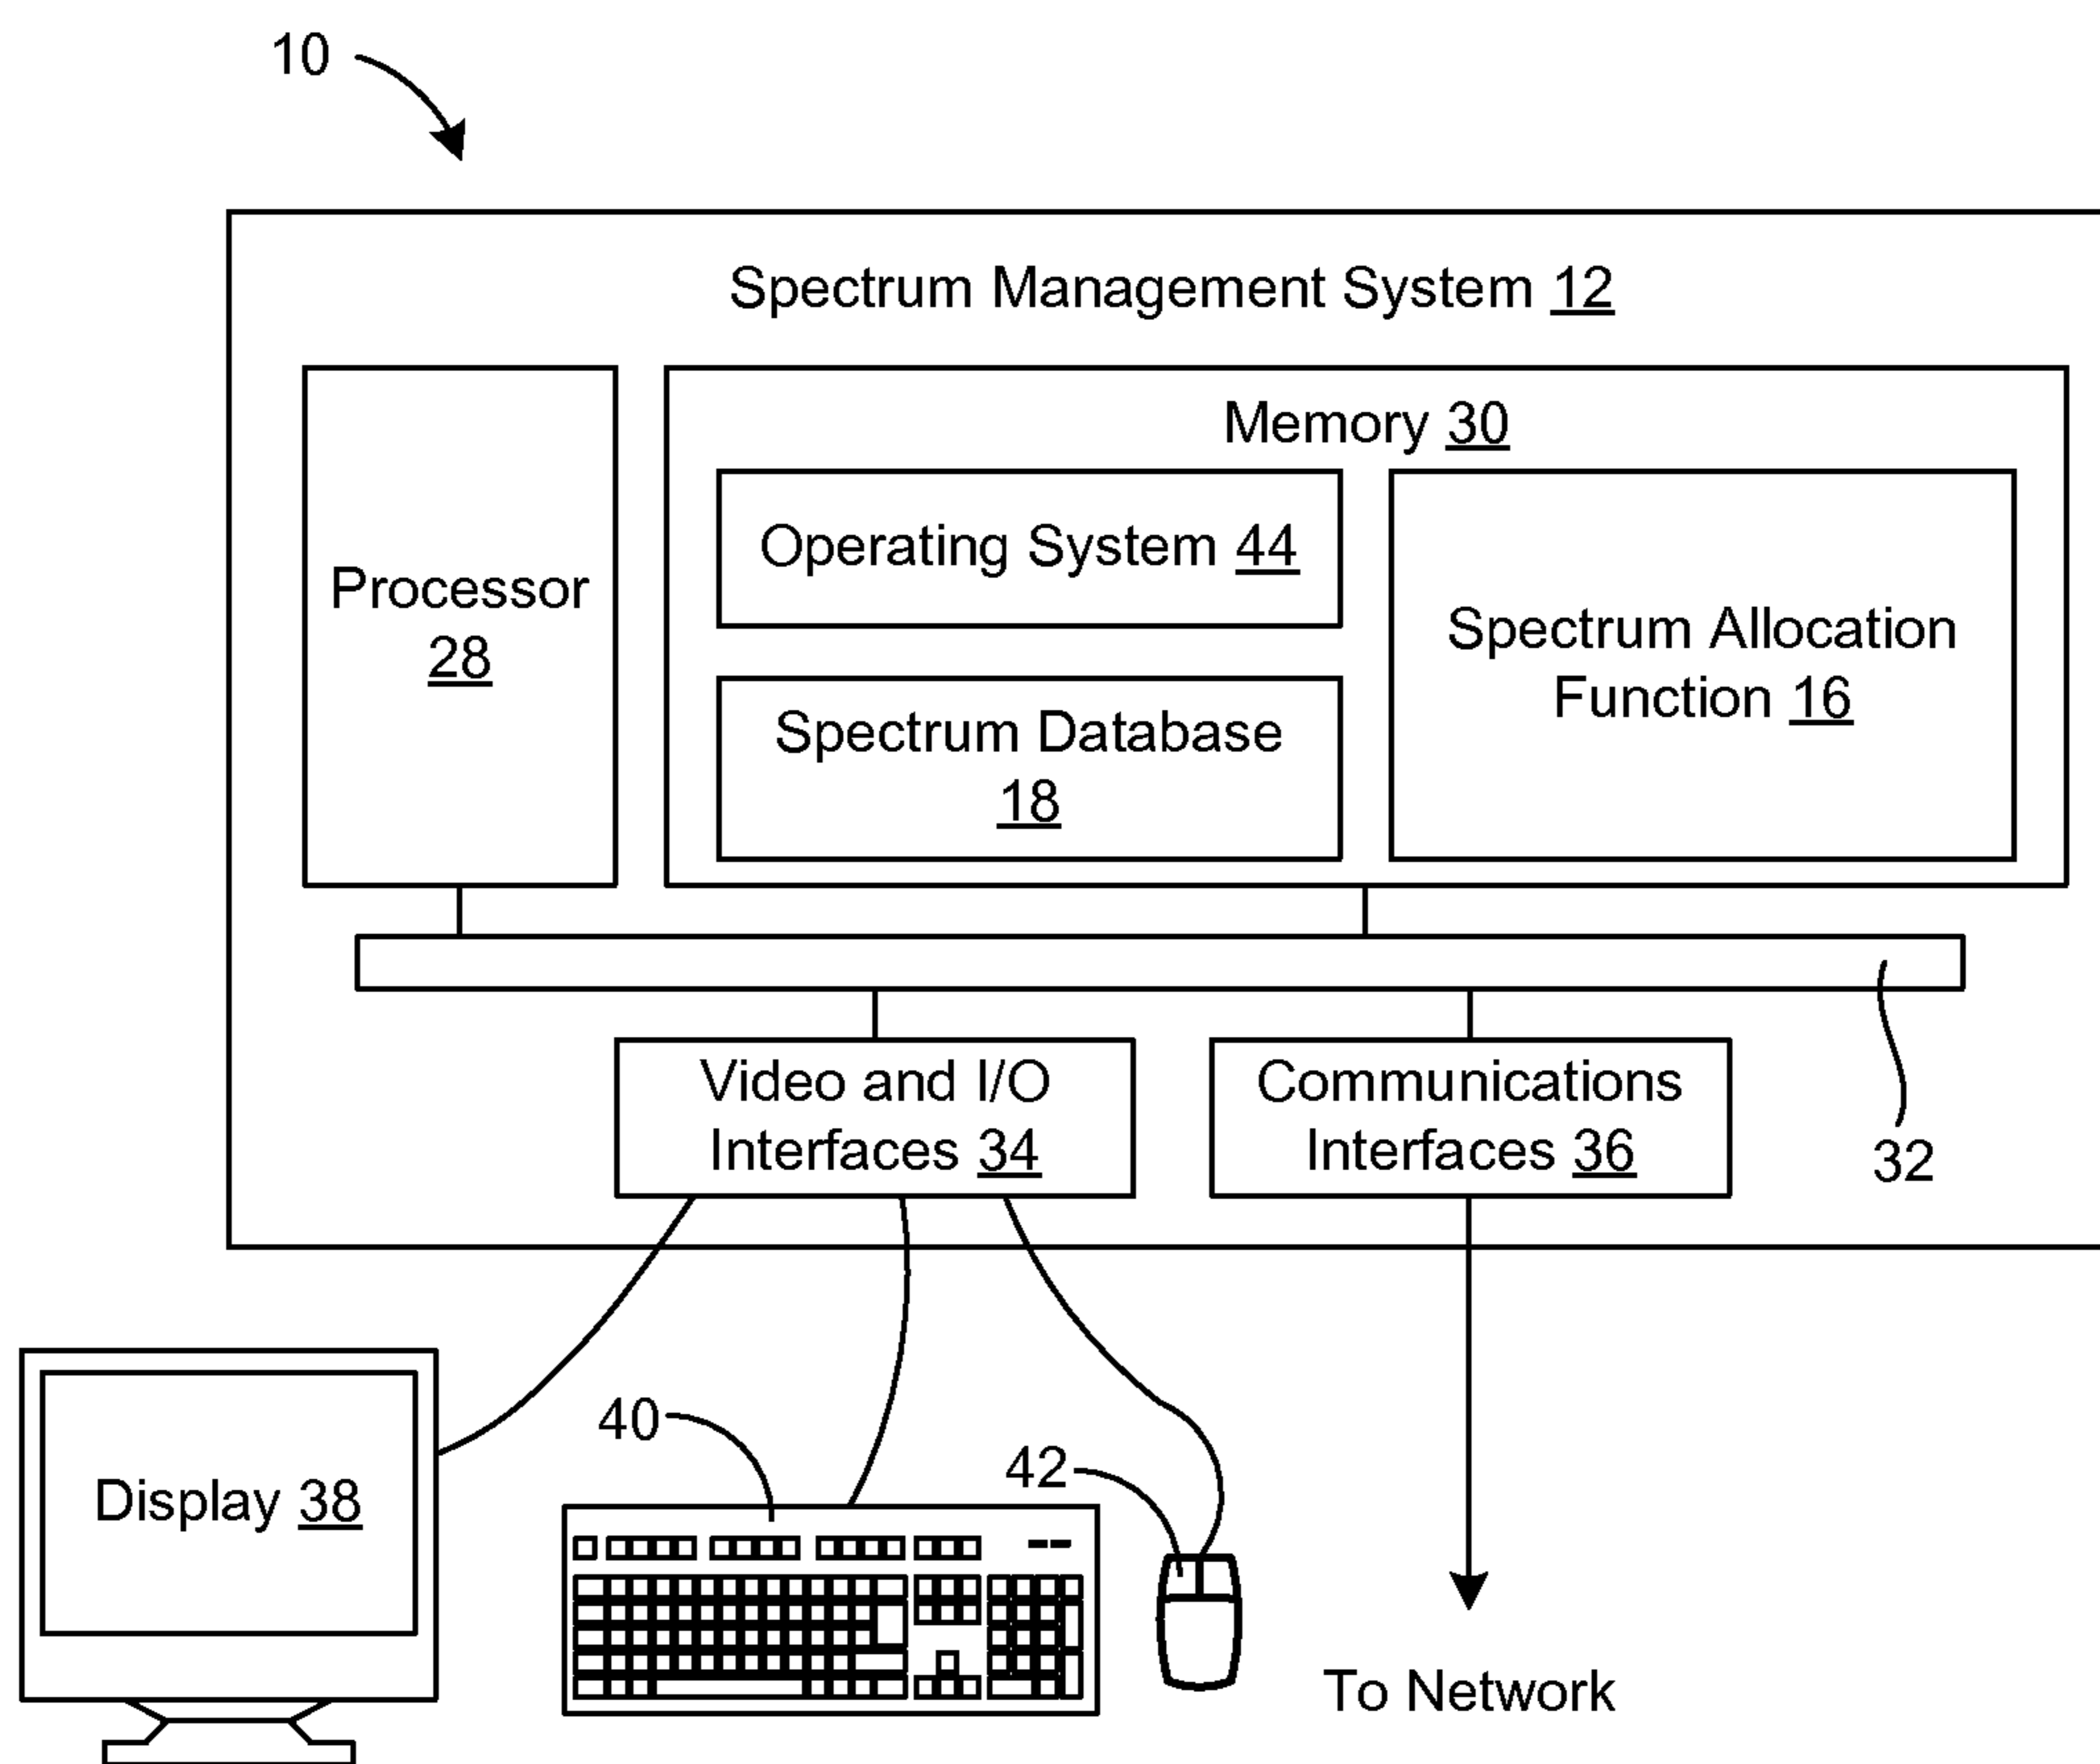 10
Spectrum Management System 12
Memory 30
Operating System 44
Processor
28
Spectrum Allocation
Function 16
Spectrum Database
18
Video and I/O
Interfaces 34
Communications
Interfaces 36
32
40
42
Display 38
To Network